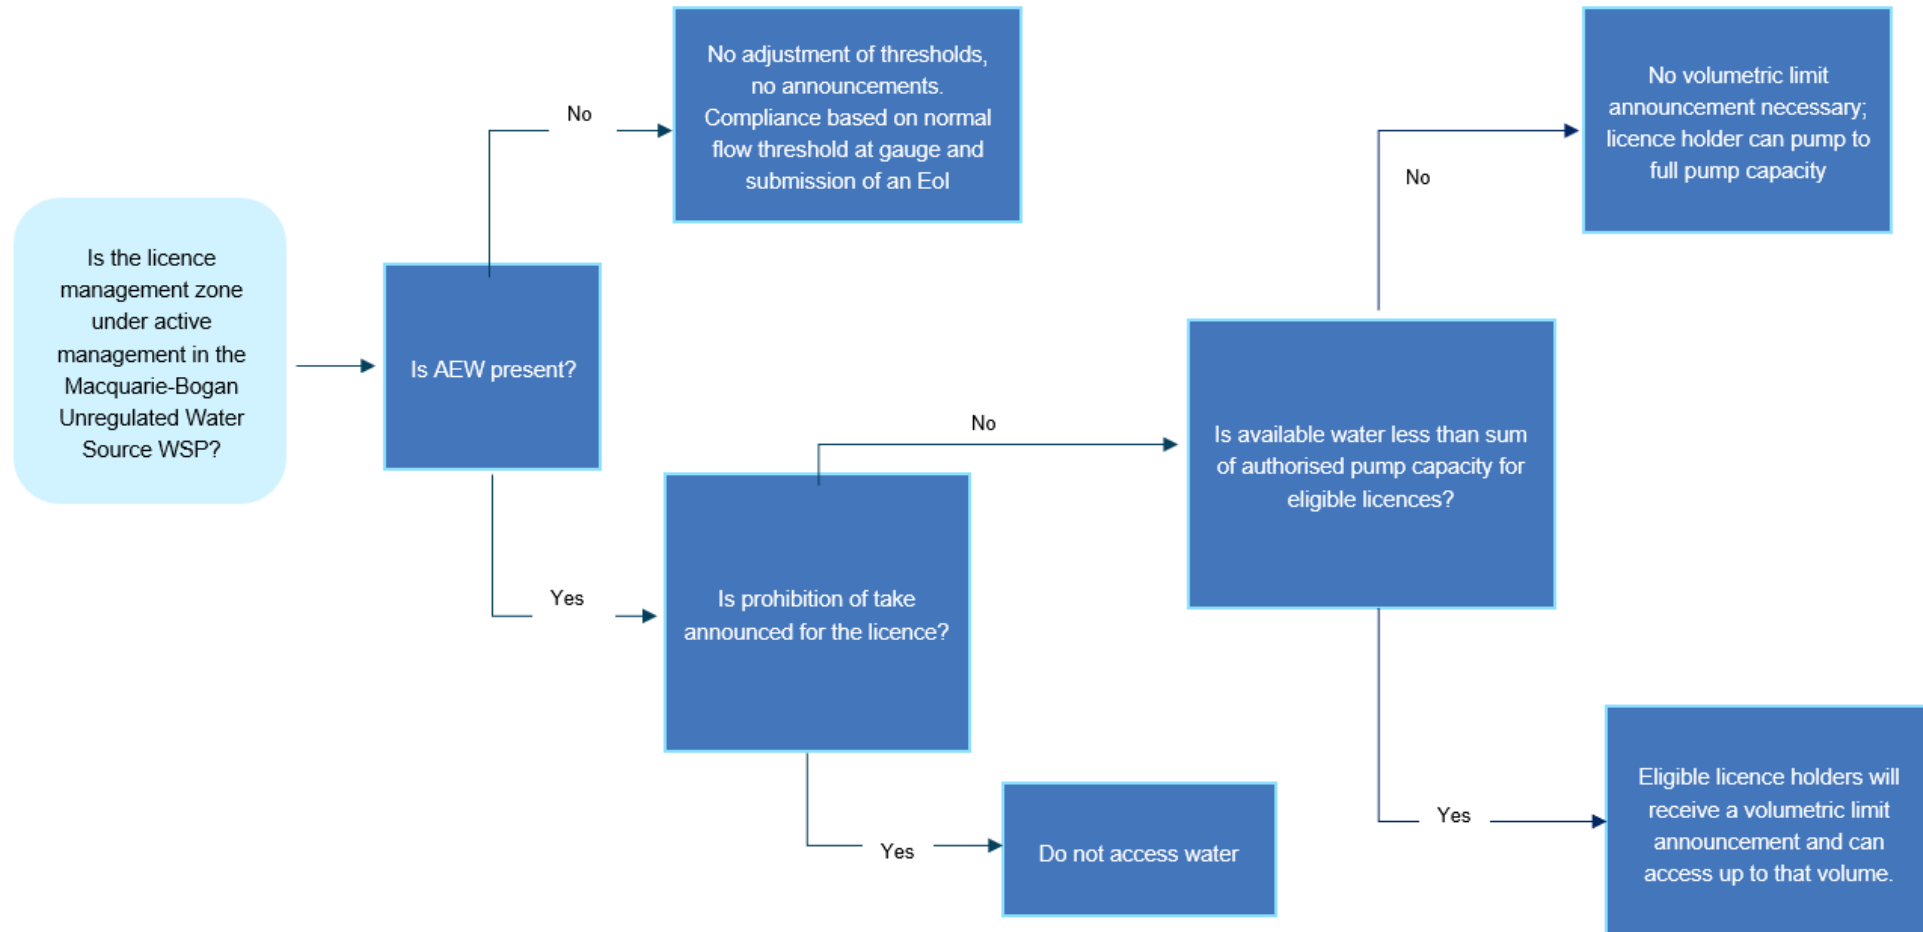 Is the licence
management zone
under active
management in the
Macquarie-Bogan
Unregulated Water
Source WSP?
Is AEW present?
No
No adjustment of thresholds,
no announcements.
Compliance based on normal
flow threshold at gauge and
submission of an EoI
Yes
Is prohibition of take
announced for the licence?
Yes
Do not access water
No
Is available water less than sum
of authorised pump capacity for
eligible licences?
No
No volumetric limit
announcement necessary;
licence holder can pump to
full pump capacity
Yes
Eligible licence holders will
receive a volumetric limit
announcement and can
access up to that volume.